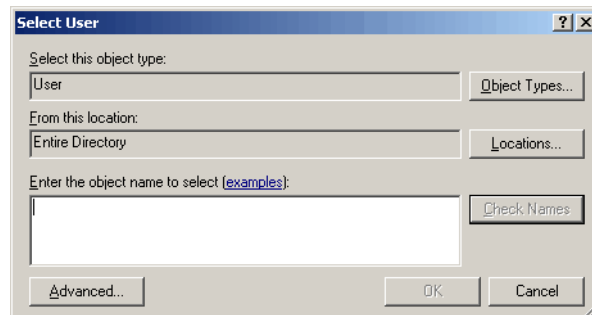 Select User
Select this object type:
User
Object Types...
From this location:
Entire Directory
Locations...
Enter the object name to select (examples):
Check Names
Advanced...
OK
Cancel